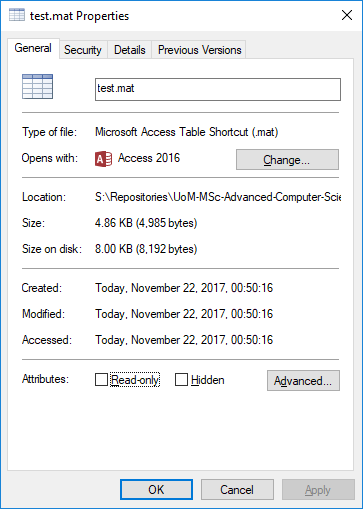 test.mat Properties
General Security Details Previous Versions
test.mat
Type of file: Microsoft Access Table Shortcut (.mat)
Opens with: Access 2016 Change...
Location: S:\Repositories\UoM-MSc-Advanced-Computer-Scie
Size: 4.86 KB (4,985 bytes)
Size on disk: 8.00 KB (8,192 bytes)
Created: Today, November 22, 2017, 00:50:16
Modified: Today, November 22, 2017, 00:50:16
Accessed: Today, November 22, 2017, 00:50:16
Attributes: Read-only Hidden Advanced...
OK Cancel Apply